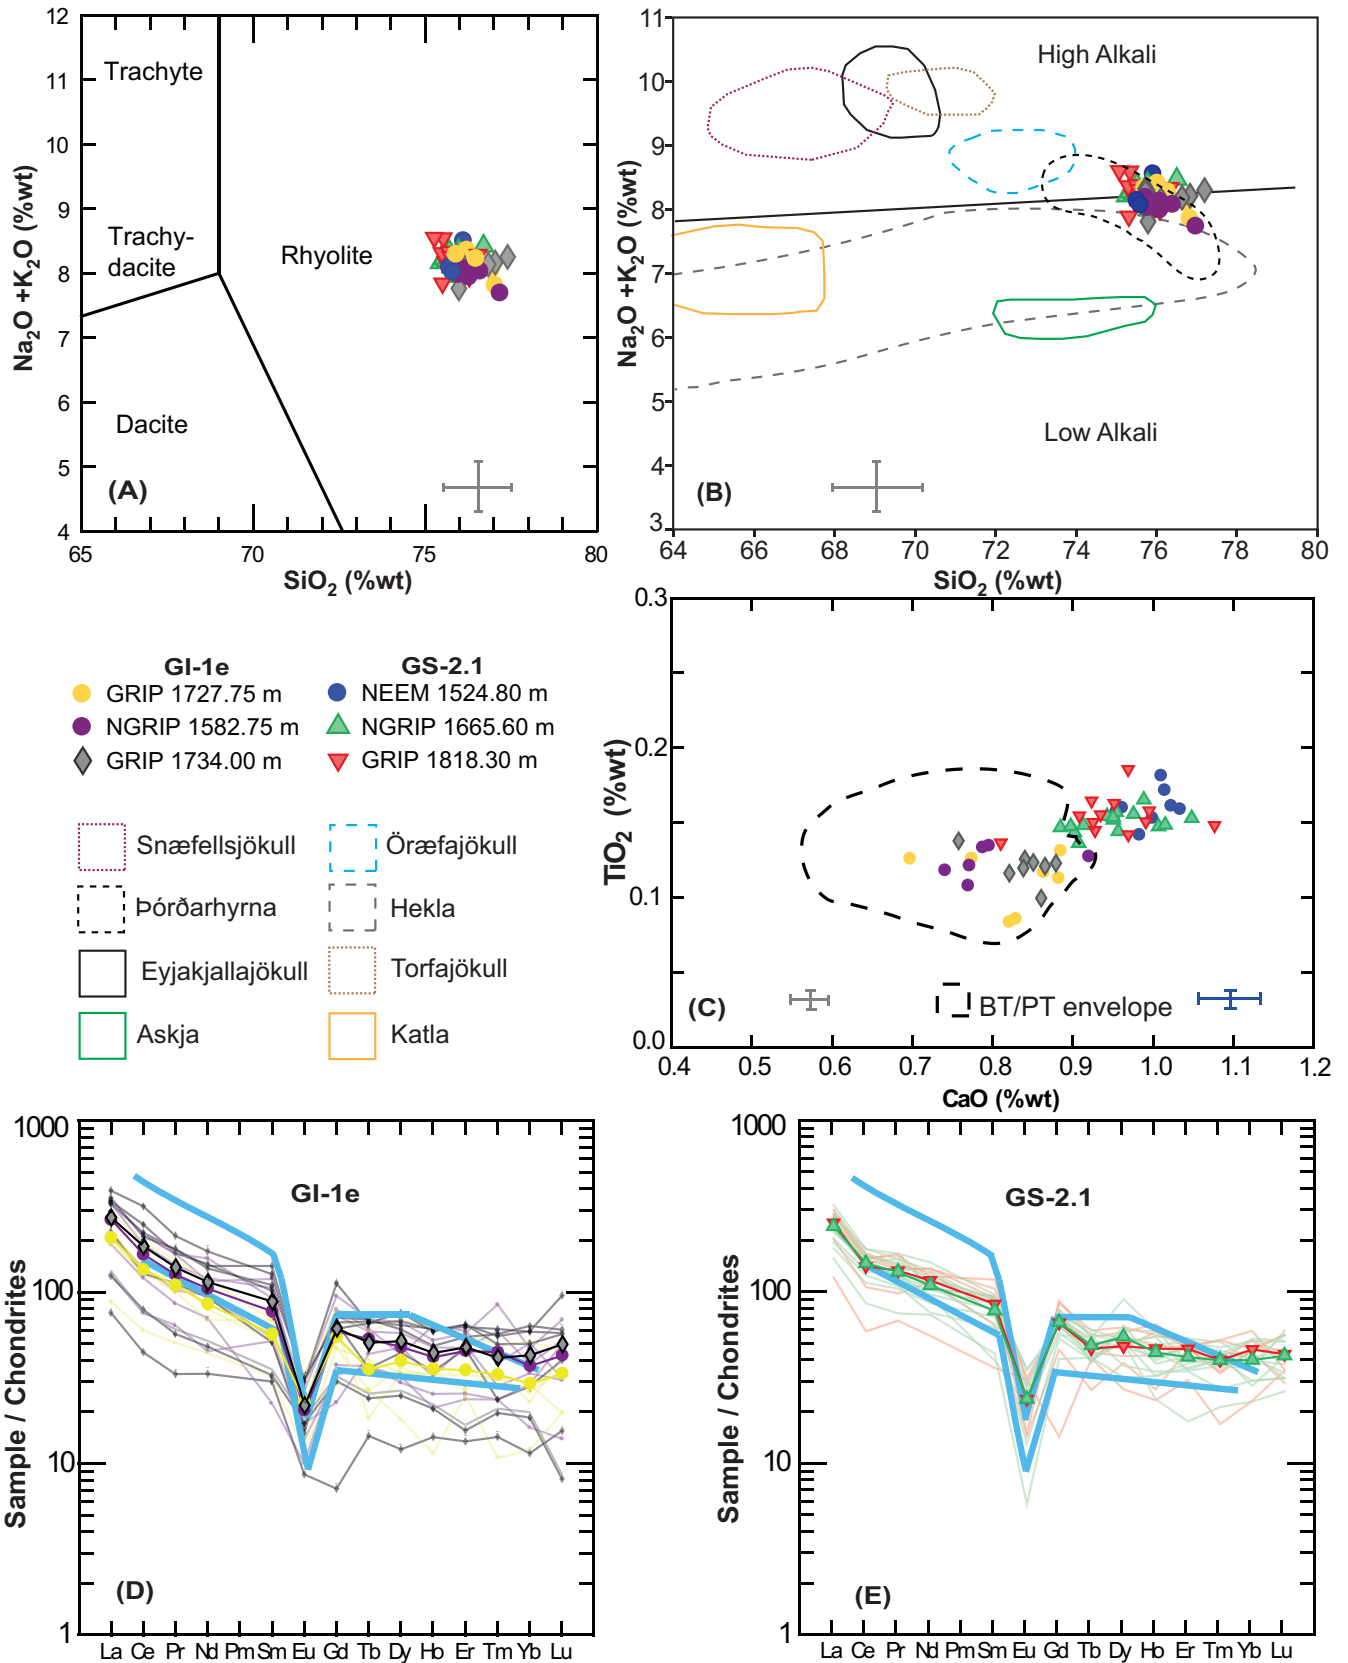 12
11
10
9
8
7
6
5
4
Na2O +K2O (%wt)
Trachyte
Trachy-
dacite
Rhyolite
Dacite
(A)
65
70
75
80
SiO2 (%wt)
11
10
9
8
7
6
5
4
3
Na2O +K2O (%wt)
High Alkali
Low Alkali
(B)
64
66
68
70
72
74
76
78
80
SiO2 (%wt)
GI-1e
GRIP 1727.75 m
NGRIP 1582.75 m
GRIP 1734.00 m
GS-2.1
NEEM 1524.80 m
NGRIP 1665.60 m
GRIP 1818.30 m
Snæfellsjökull
Öræfajökull
Þórðarhyrna
Hekla
Eyjakjallajökull
Torfajökull
Askja
Katla
0.3
0.2
0.1
0.0
TiO2 (%wt)
(C)
BT/PT envelope
0.4
0.5
0.6
0.7
0.8
0.9
1.0
1.1
1.2
CaO (%wt)
1000
100
10
1
Sample / Chondrites
GI-1e
(D)
La Ce Pr Nd Pm Sm Eu Gd Tb Dy Ho Er Tm Yb Lu
1000
100
10
1
Sample / Chondrites
GS-2.1
(E)
La Ce Pr Nd Pm Sm Eu Gd Tb Dy Ho Er Tm Yb Lu